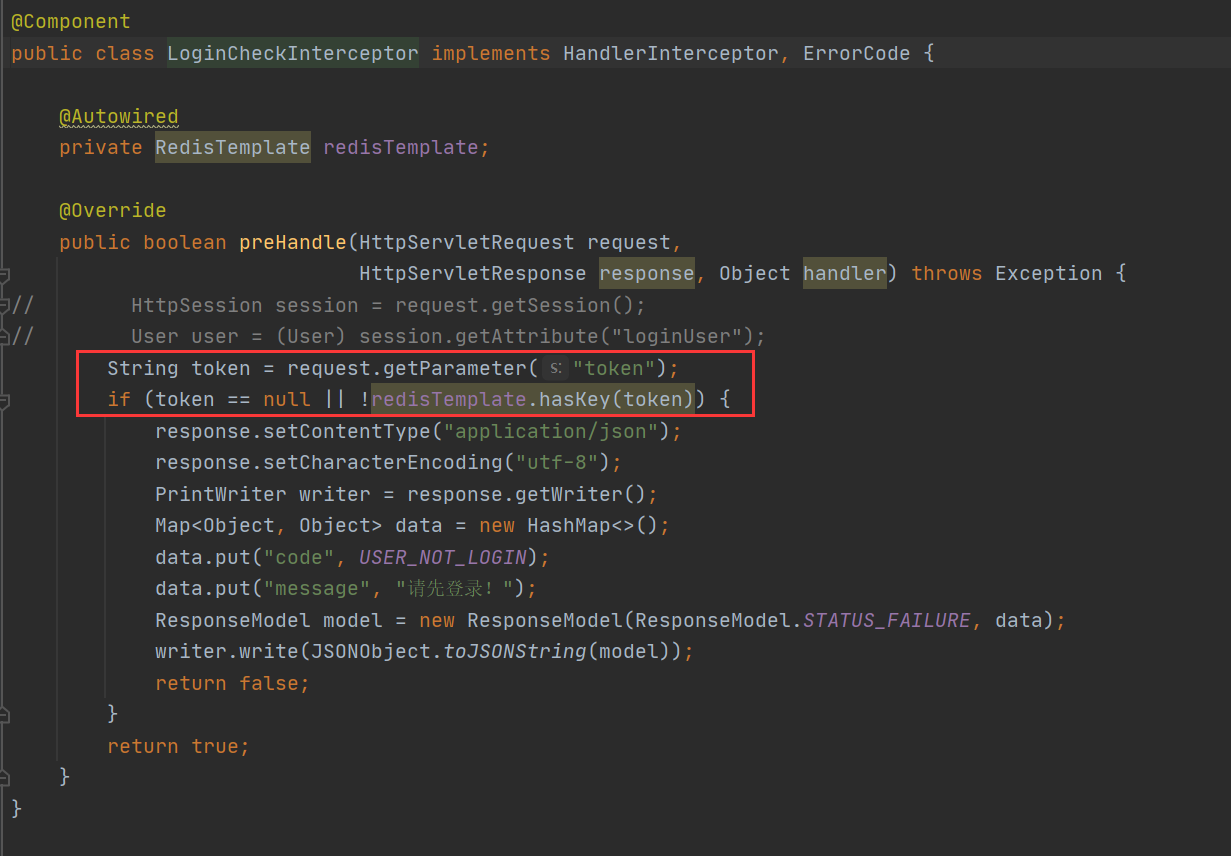 @Component
public class LoginCheckInterceptor implements HandlerInterceptor, ErrorCode {
@Autowired
private RedisTemplate redisTemplate;
@Override
public boolean preHandle(HttpServletRequest request,
HttpServletResponse response, Object handler) throws Exception {
// HttpSession session = request.getSession();
// User user = (User) session.getAttribute("loginUser");
String token = request.getParameter( s: "token");
if (token == null || !redisTemplate.hasKey(token)) {
response.setContentType("application/json");
response.setCharacterEncoding("utf-8");
PrintWriter writer = response.getWriter();
Map<Object, Object> data = new HashMap<>();
data.put("code", USER_NOT_LOGIN);
data.put("message", "请先登录！");
ResponseModel model = new ResponseModel(ResponseModel.STATUS_FAILURE, data);
writer.write(JSONObject.toJSONString(model));
return false;
}
return true;
}
}